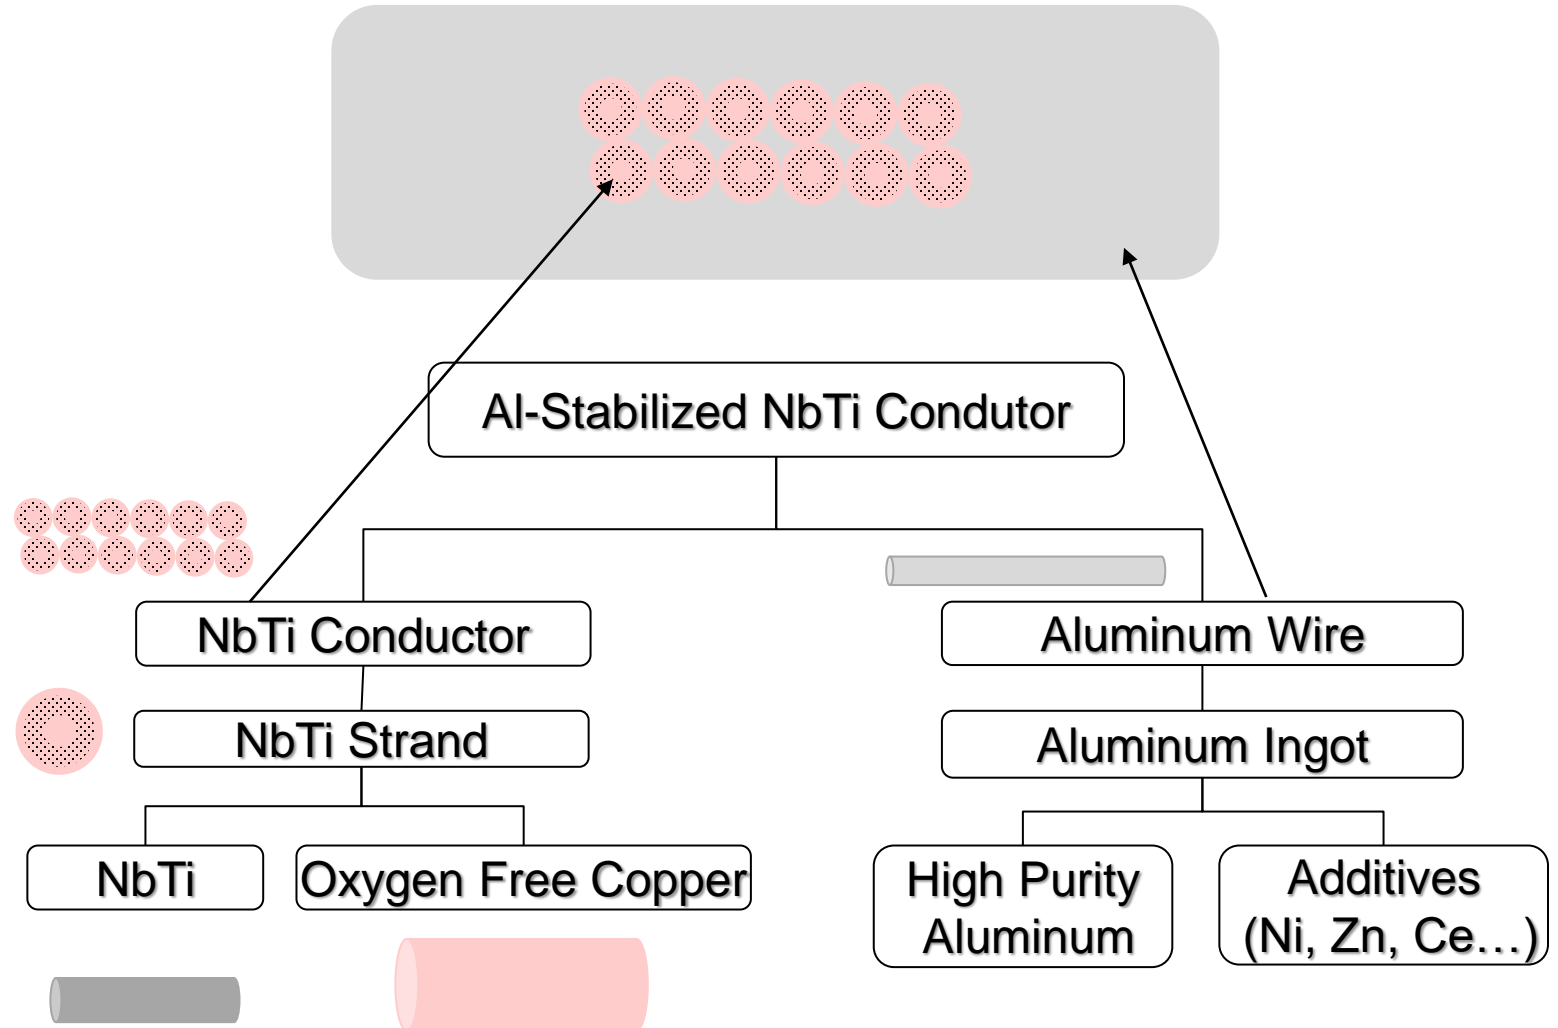 Al-Stabilized NbTi Condutor
NbTi Conductor
Aluminum Wire
NbTi Strand
Aluminum Ingot
NbTi
Oxygen Free Copper
High Purity
Aluminum
Additives
(Ni, Zn, Ce…)